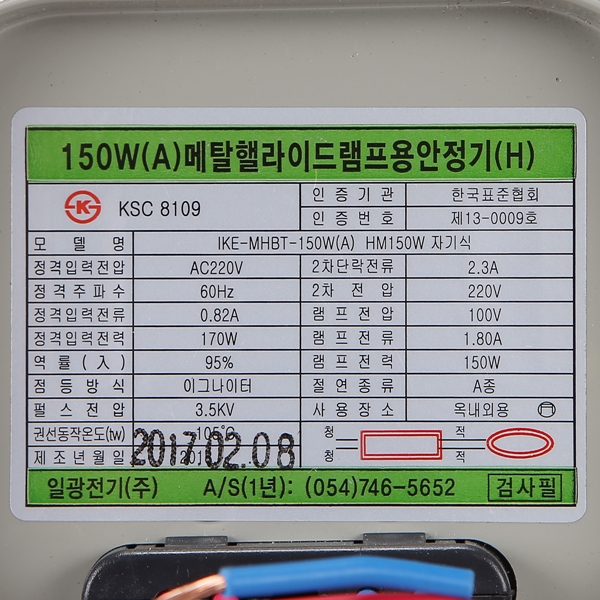 150W(A)메탈핼라이드램프용안정기(H)
K KSC 8109
인증기관 한국표준협회
인증번호 제13-0009호
모델명 IKE-MHBT-150W(A) HM150W 자기식
정격입력전압 AC220V 2차단락전류 2.3A
정격주파수 60Hz 2차전압 220V
정격입력전류 0.82A 램프전압 100V
정격입력전력 170W 램프전류 1.80A
역률(入) 95% 램프전력 150W
점등방식 이그나이터 절연종류 A종
펄스전압 3.5KV 사용장소 옥내외용
권선동작온도(tw) 105℃ 청 적
제조년월일 2017.02.08 청 적
일광전기(주) A/S(1년): (054)746-5652 검사필